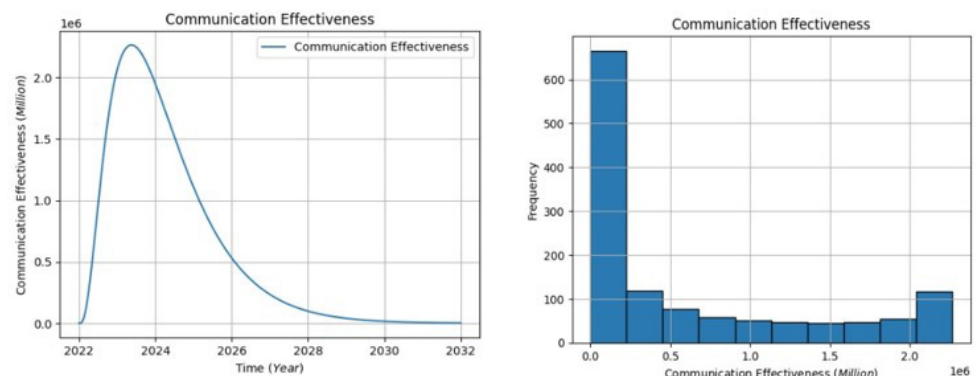 Communication Effectiveness
1e6
Communication Effectiveness
2.0
1.5
1.0
0.5
0.0
Communication Effectiveness (Million)
2022 2024 2026 2028 2030 2032
Time (Year)
Communication Effectiveness
600
500
400
300
200
100
0
Frequency
0.0 0.5 1.0 1.5 2.0
Communication Effectiveness (Million)
1e6